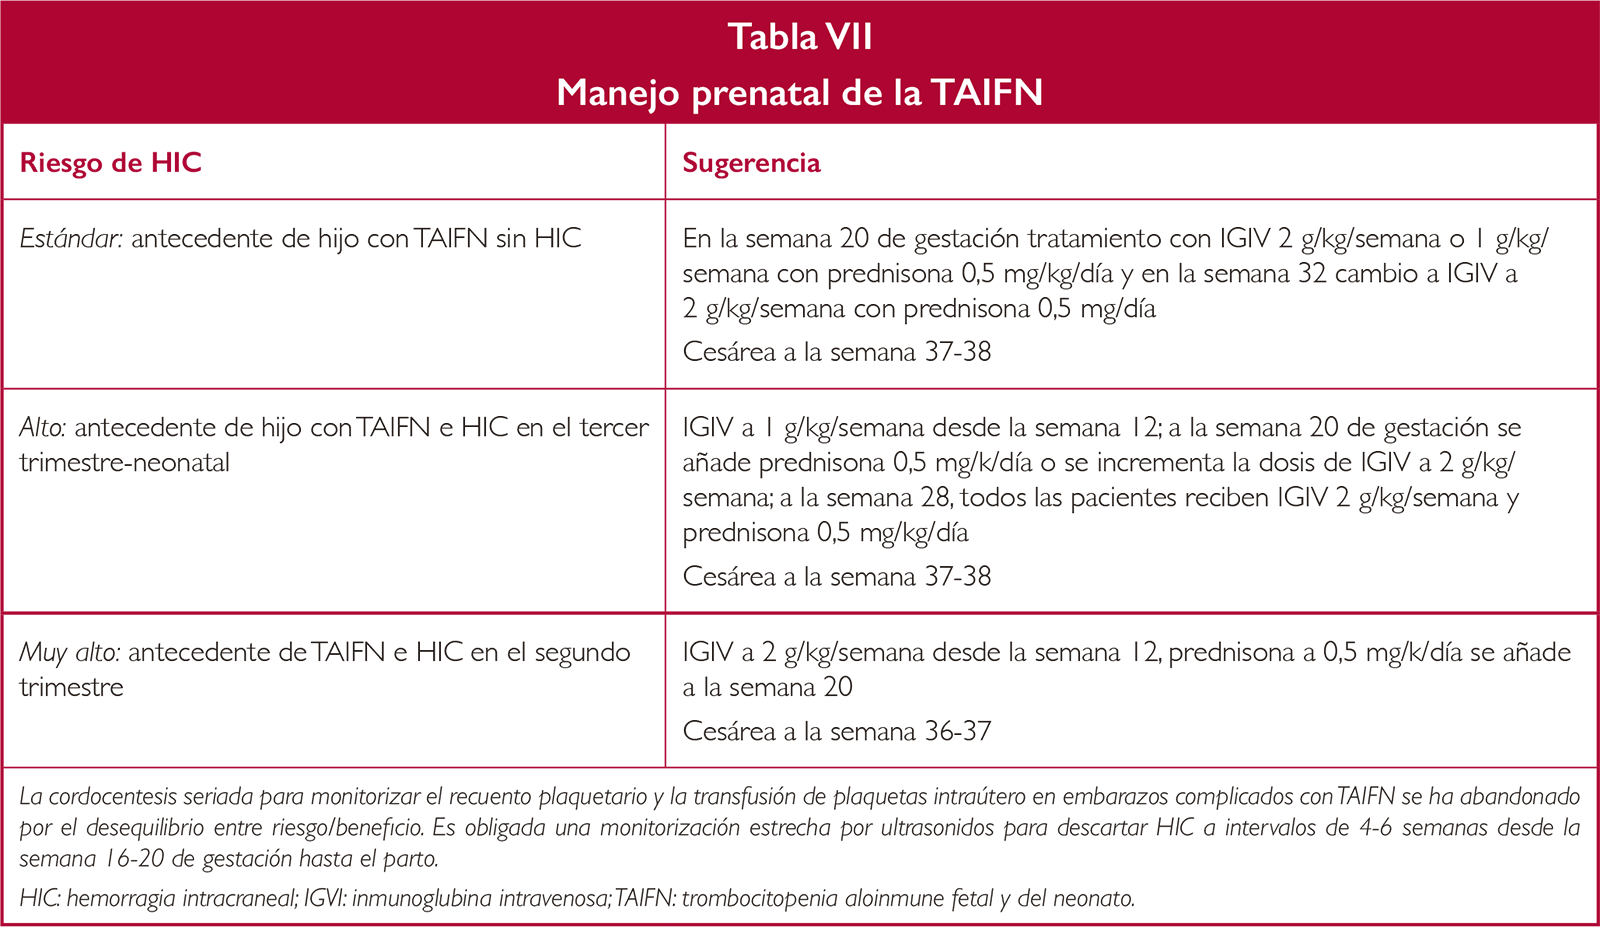 Tabla VII
Manejo prenatal de la TAIFN
Riesgo de HIC
Sugerencia
Estándar: antecedente de hijo con TAIFN sin HIC
En la semana 20 de gestación tratamiento con IGIV 2 g/kg/semana o 1 g/kg/
semana con prednisona 0,5 mg/kg/día y en la semana 32 cambio a IGIV a
2 g/kg/semana con prednisona 0,5 mg/día
Cesárea a la semana 37-38
Alto: antecedente de hijo con TAIFN e HIC en el tercer
trimestre-neonatal
IGIV a 1 g/kg/semana desde la semana 12; a la semana 20 de gestación se
añade prednisona 0,5 mg/k/día o se incrementa la dosis de IGIV a 2 g/kg/
semana; a la semana 28, todos las pacientes reciben IGIV 2 g/kg/semana y
prednisona 0,5 mg/kg/día
Cesárea a la semana 37-38
Muy alto: antecedente de TAIFN e HIC en el segundo
trimestre
IGIV a 2 g/kg/semana desde la semana 12, prednisona a 0,5 mg/k/día se añade
a la semana 20
Cesárea a la semana 36-37
La cordocentesis seriada para monitorizar el recuento plaquetario y la transfusión de plaquetas intraútero en embarazos complicados con TAIFN se ha abandonado
por el desequilibrio entre riesgo/beneficio. Es obligada una monitorización estrecha por ultrasonidos para descartar HIC a intervalos de 4-6 semanas desde la
semana 16-20 de gestación hasta el parto.
HIC: hemorragia intracraneal; IGVI: inmunoglubina intravenosa; TAIFN: trombocitopenia aloinmune fetal y del neonato.